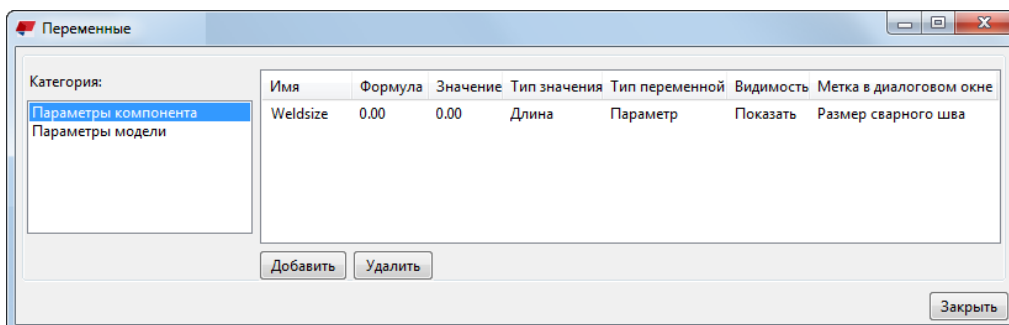 Переменные
Категория:
Параметры компонента
Параметры модели
Имя Формула Значение Тип значения Тип переменной Видимость Метка в диалоговом окне
Weldsize 0.00 0.00 Длина Параметр Показать Размер сварного шва
Добавить Удалить
Закрыть